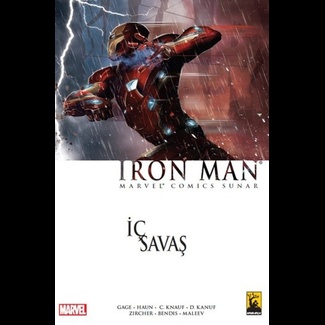 IRON MAN®
MARVEL® COMICS SUNAR
İÇ
SAVAŞ
GAGE - HAUN - C. KNAUF - D. KANUF
ZIRCHER - BENDIS - MALEEV
MARVEL